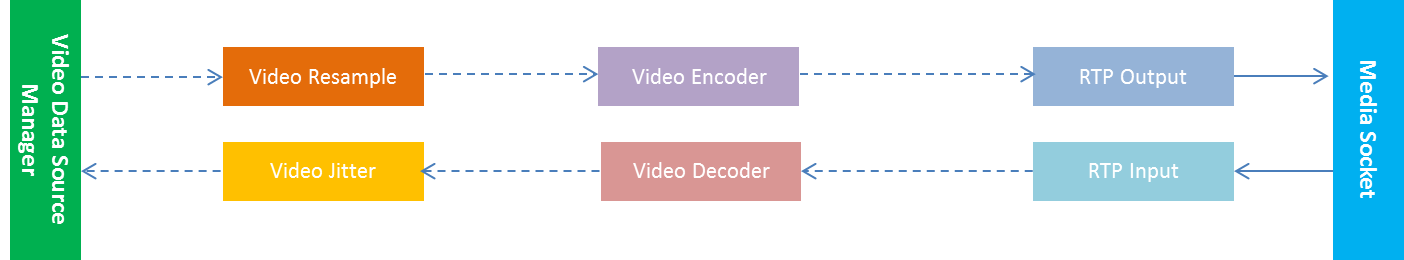 Video Data Source
Manager
Video Resample
Video Encoder
RTP Output
Video Jitter
Video Decoder
RTP Input
Media Socket